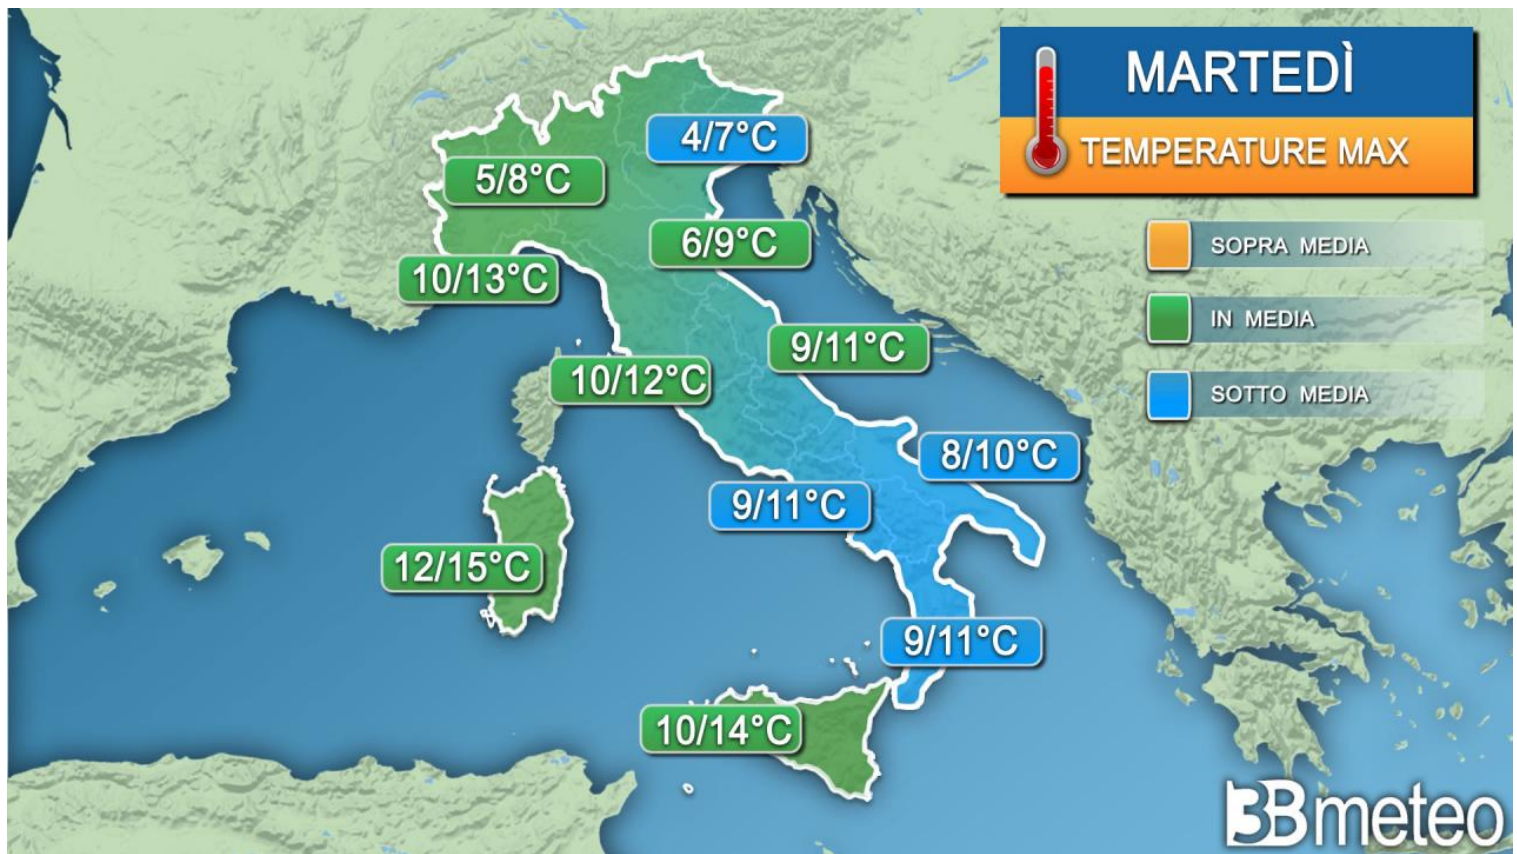 MARTEDÌ
TEMPERATURE MAX
4/7°C
5/8°C
6/9°C
SOPRA MEDIA
10/13°C
IN MEDIA
9/11°C
10/12°C
SOTTO MEDIA
8/10°C
9/11°C
12/15°C
9/11°C
10/14°C
3Bmeteo